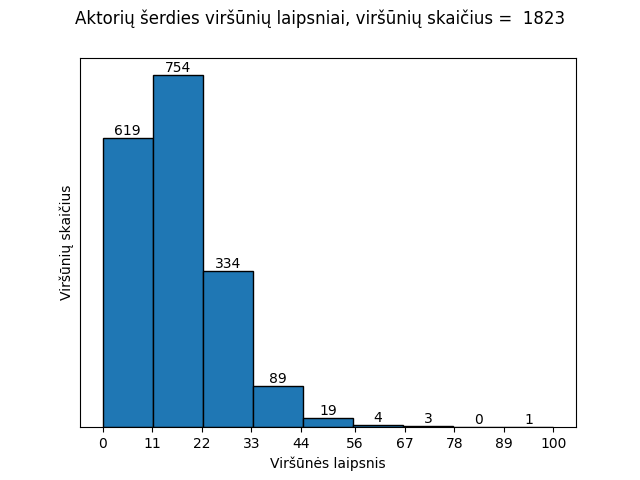 Aktorių šerdies viršūnių laipsniai, viršūnių skaičius =  1823
Viršūnių skaičius
619
754
334
89
19
4
3
0
1
0 11 22 33 44 56 67 78 89 100
Viršūnės laipsnis